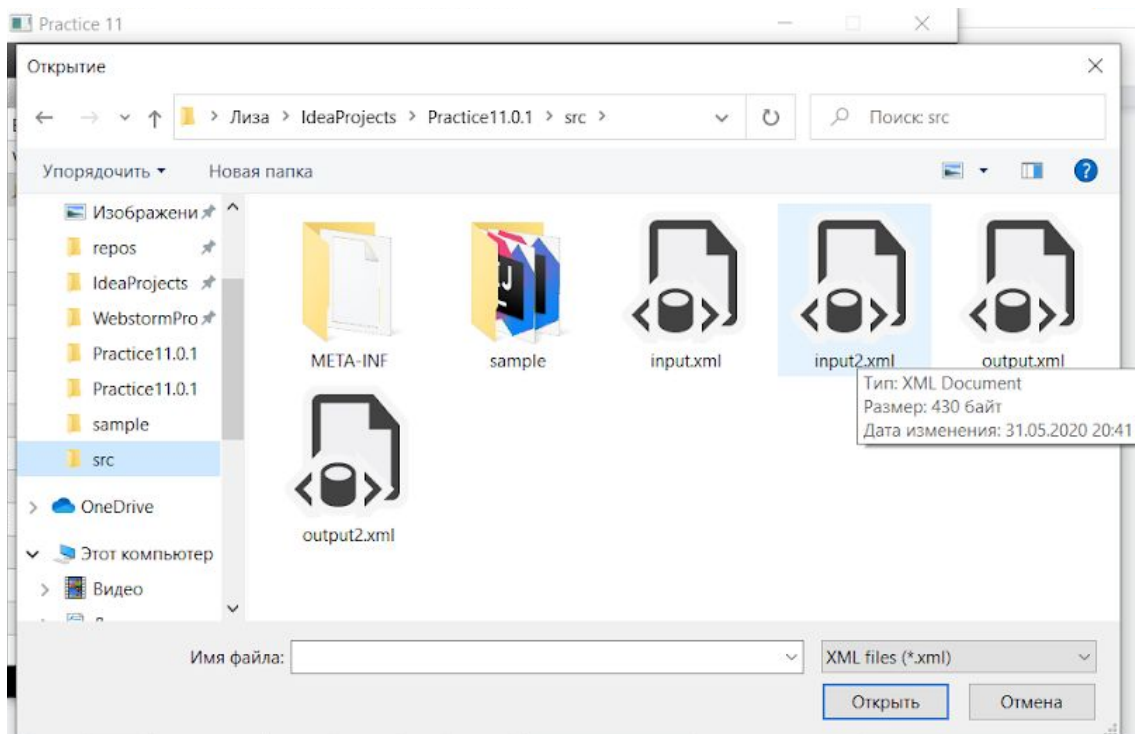 Practice 11
Открытие
Лиза > IdeaProjects > Practice11.0.1 > src >
Поиск: src
Упорядочить
Новая папка
Изображени
repos
IdeaProjects
WebstormPro
Practice11.0.1
Practice11.0.1
sample
src
OneDrive
Этот компьютер
Видео
META-INF
sample
input.xml
input2.xml
output.xml
Тип: XML Document
Размер: 430 байт
Дата изменения: 31.05.2020 20:41
output2.xml
Имя файла:
XML files (*.xml)
Открыть
Отмена